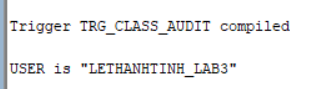 Trigger TRG_CLASS_AUDIT compiled
USER is "LETHANHTINH_LAB3"